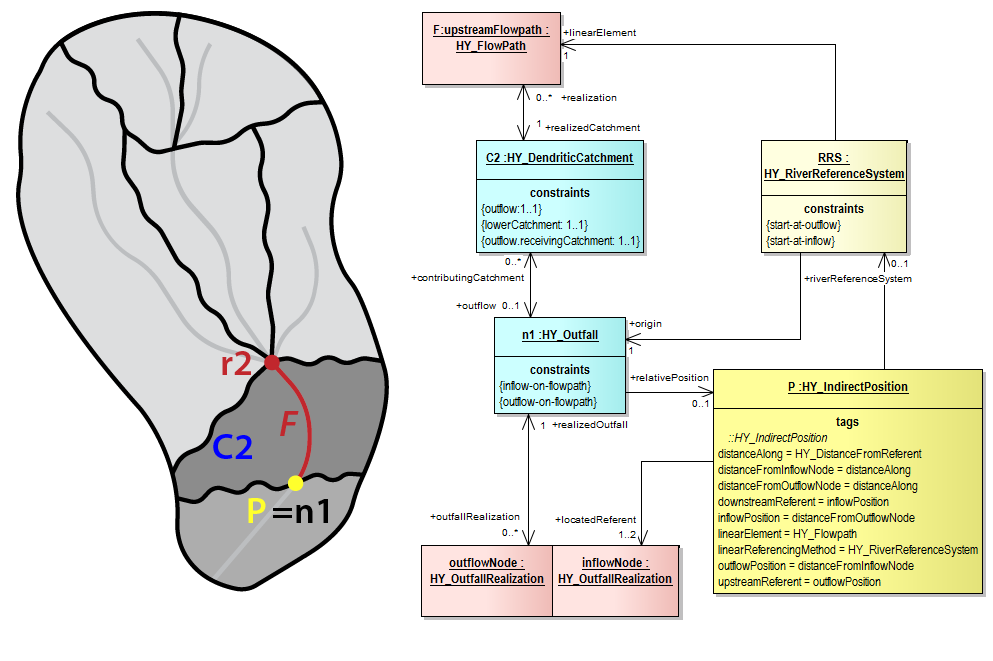 r2
F
C2
P=n1
F:upstreamFlowpath :
HY_FlowPath
+linearElement
1
0..* +realization
1 +realizedCatchment
C2 :HY_DendriticCatchment
constraints
{outflow:1..1}
{lowerCatchment: 1..1}
{outflow.receivingCatchment: 1..1}
RRS :
HY_RiverReferenceSystem
constraints
{start-at-outflow}
{start-at-inflow}
0..*
+contributingCatchment
+outflow 0..1
0..1
+riverReferenceSystem
n1 :HY_Outfall
constraints
{inflow-on-flowpath}
{outflow-on-flowpath}
+origin
1
+relativePosition
0..1
1 +realizedOutfall
P :HY_IndirectPosition
tags
::HY_IndirectPosition
distanceAlong = HY_DistanceFromReferent
distanceFromInflowNode = distanceAlong
distanceFromOutflowNode = distanceAlong
downstreamReferent = inflowPosition
inflowPosition = distanceFromOutflowNode
linearElement = HY_Flowpath
linearReferencingMethod = HY_RiverReferenceSystem
outflowPosition = distanceFromInflowNode
upstreamReferent = outflowPosition
+outfallRealization
0..*
+locatedReferent
1..2
outflowNode :
HY_OutfallRealization
inflowNode :
HY_OutfallRealization